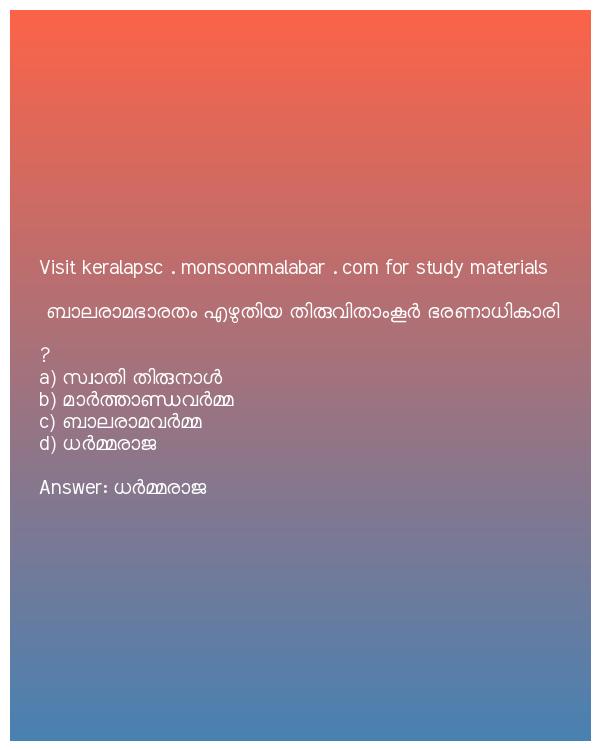 Visit keralapsc . monsoonmalabar . com for study materials
ബാലരാമഭാരതം എഴുതിയ തിരുവിതാംകൂർ ഭരണാധികാരി
?
a) സ്വാതി തിരുനാൾ
b) മാർത്താണ്ഡവർമ്മ
c) ബാലരാമവർമ്മ
d) ധർമ്മരാജ
Answer: ധർമ്മരാജ